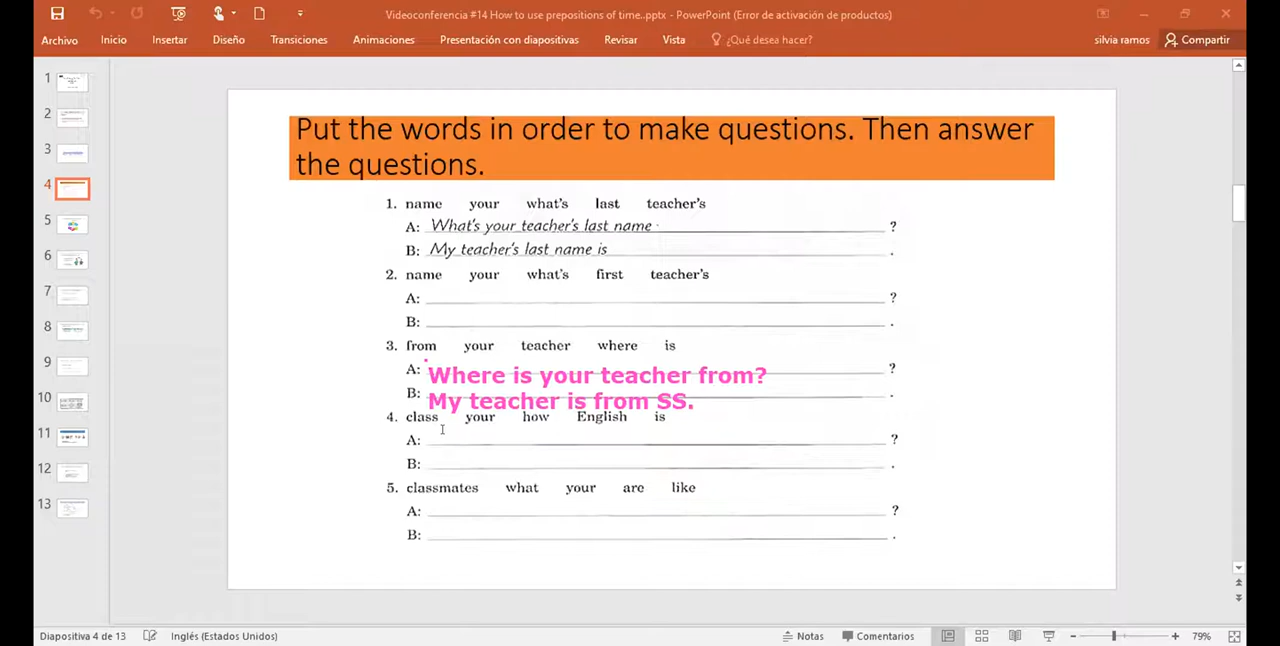 Videoconferencia #14 How to use prepositions of time..pptx - PowerPoint (Error de activación de productos)
Archivo Inicio Insertar Diseño Transiciones Animaciones Presentación con diapositivas Revisar Vista ¿Qué desea hacer? silvia ramos Compartir
1
2
3
4
5
6
7
8
9
10
11
12
13
Put the words in order to make questions. Then answer
the questions.
1. name your what's last teacher's
A: What's your teacher's last name ?
B: My teacher's last name is .
2. name your what's first teacher's
A: ?
B: .
3. from your teacher where is
A: Where is your teacher from? ?
B: My teacher is from SS. .
4. class your how English is
A: ?
B: .
5. classmates what your are like
A: ?
B: .
Diapositiva 4 de 13 Inglés (Estados Unidos) Notas Comentarios 79%